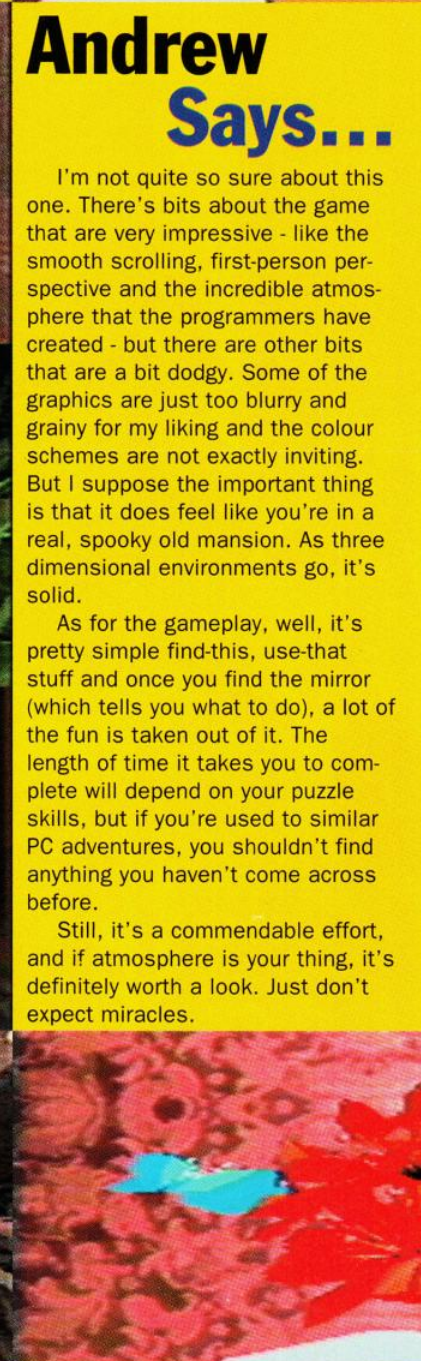 Andrew
Says...
I'm not quite so sure about this
one. There's bits about the game
that are very impressive - like the
smooth scrolling, first-person per-
spective and the incredible atmos-
phere that the programmers have
created - but there are other bits
that are a bit dodgy. Some of the
graphics are just too blurry and
grainy for my liking and the colour
schemes are not exactly inviting.
But I suppose the important thing
is that it does feel like you're in a
real, spooky old mansion. As three
dimensional environments go, it's
solid.
As for the gameplay, well, it's
pretty simple find-this, use-that
stuff and once you find the mirror
(which tells you what to do), a lot of
the fun is taken out of it. The
length of time it takes you to com-
plete will depend on your puzzle
skills, but if you're used to similar
PC adventures, you shouldn't find
anything you haven't come across
before.
Still, it's a commendable effort,
and if atmosphere is your thing, it's
definitely worth a look. Just don't
expect miracles.